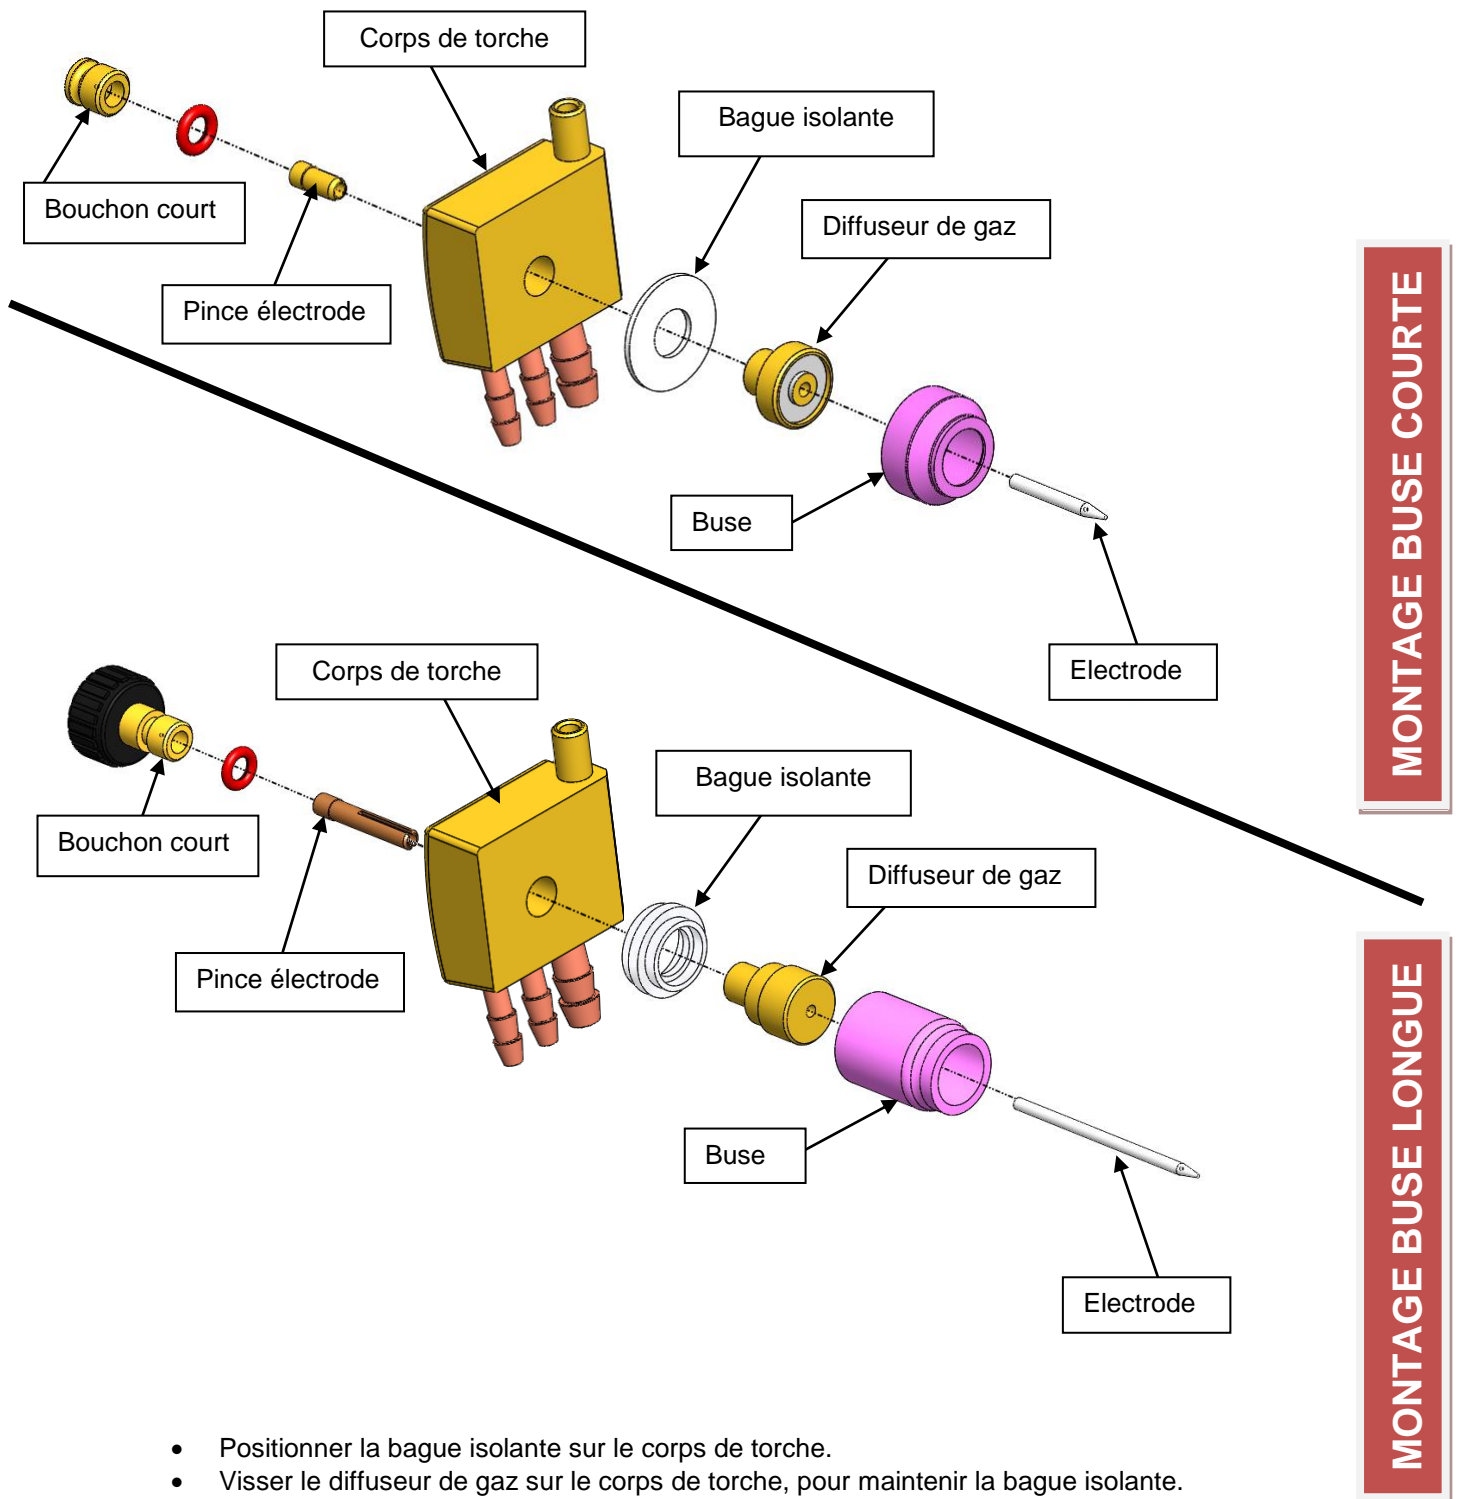 Corps de torche
Bague isolante
Bouchon court
Diffuseur de gaz
Pince électrode
Buse
Electrode
MONTAGE BUSE COURTE
Corps de torche
Bague isolante
Bouchon court
Diffuseur de gaz
Pince électrode
Buse
Electrode
MONTAGE BUSE LONGUE
• Positionner la bague isolante sur le corps de torche.
• Visser le diffuseur de gaz sur le corps de torche, pour maintenir la bague isolante.